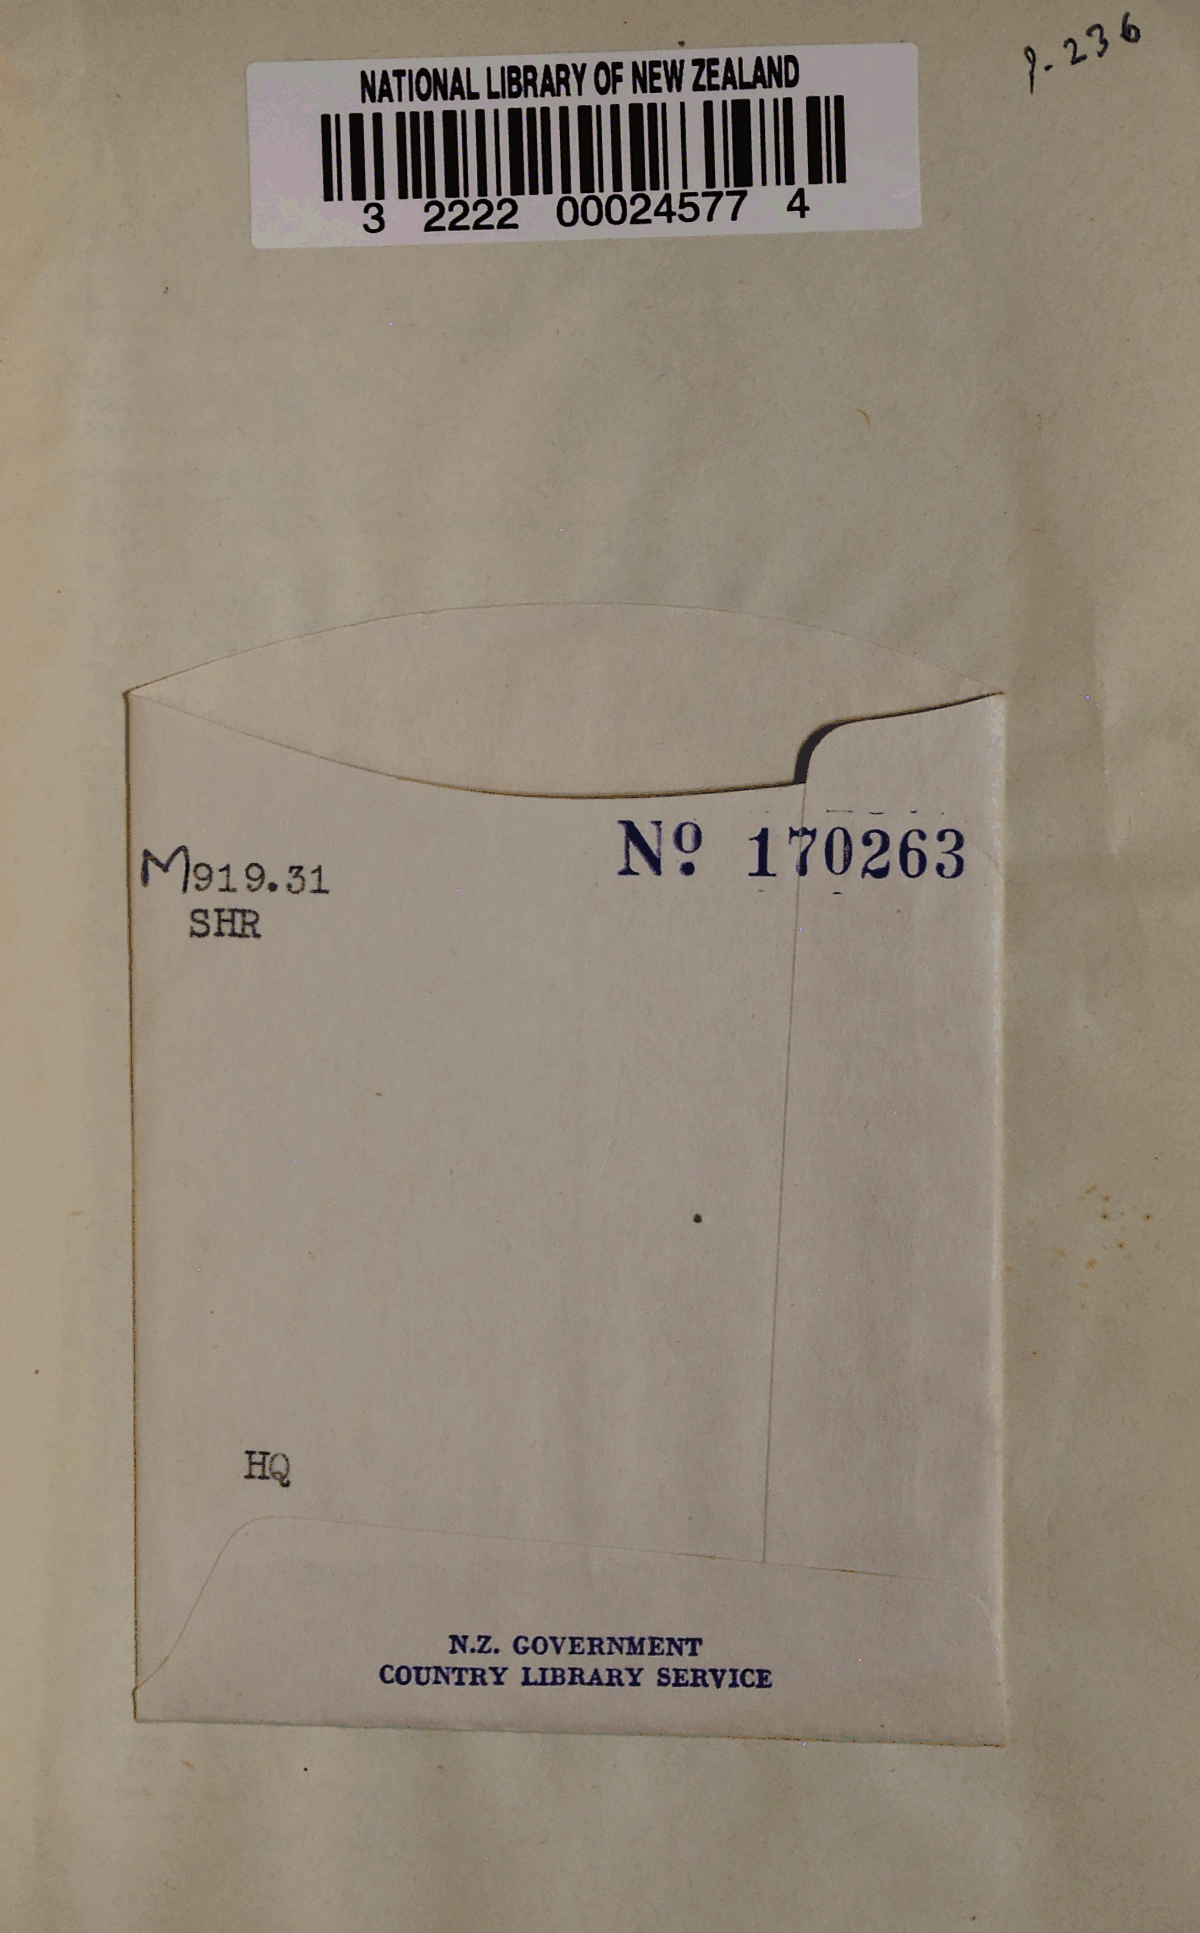 p. 236
NATIONAL LIBRARY OF NEW ZEALAND
3 2222 00024577 4
Nº 170263
M919.31
SHR
HQ
N.Z. GOVERNMENT
COUNTRY LIBRARY SERVICE